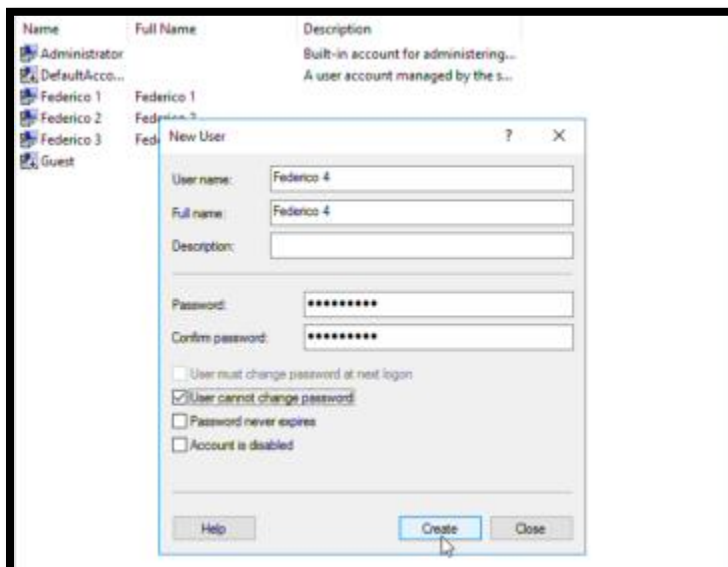 Name Full Name Description
Administrator Built-in account for administering...
DefaultAcco... A user account managed by the s...
Federico 1 Federico 1
Federico 2
Federico 3
Guest
New User ? ×
User name: Federico 4
Full name: Federico 4
Description:
Password: •••••••••
Confirm password: •••••••••
User must change password at next logon
User cannot change password
Password never expires
Account is disabled
Help Create Close